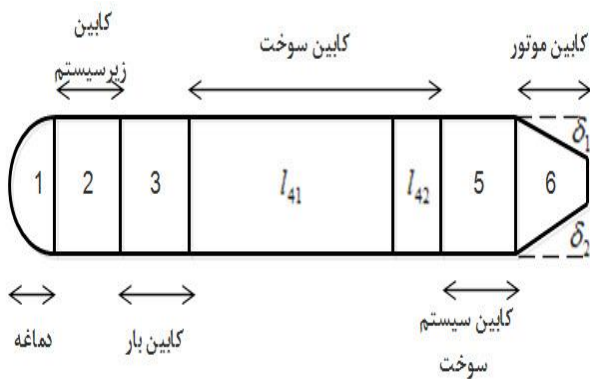 کابین
زیرسیستم
کابین سوخت
کابین موتور
δ₁
1
2
3
l₄₁
l₄₂
5
6
δ₂
دماغه
کابین بار
کابین سیستم
سوخت